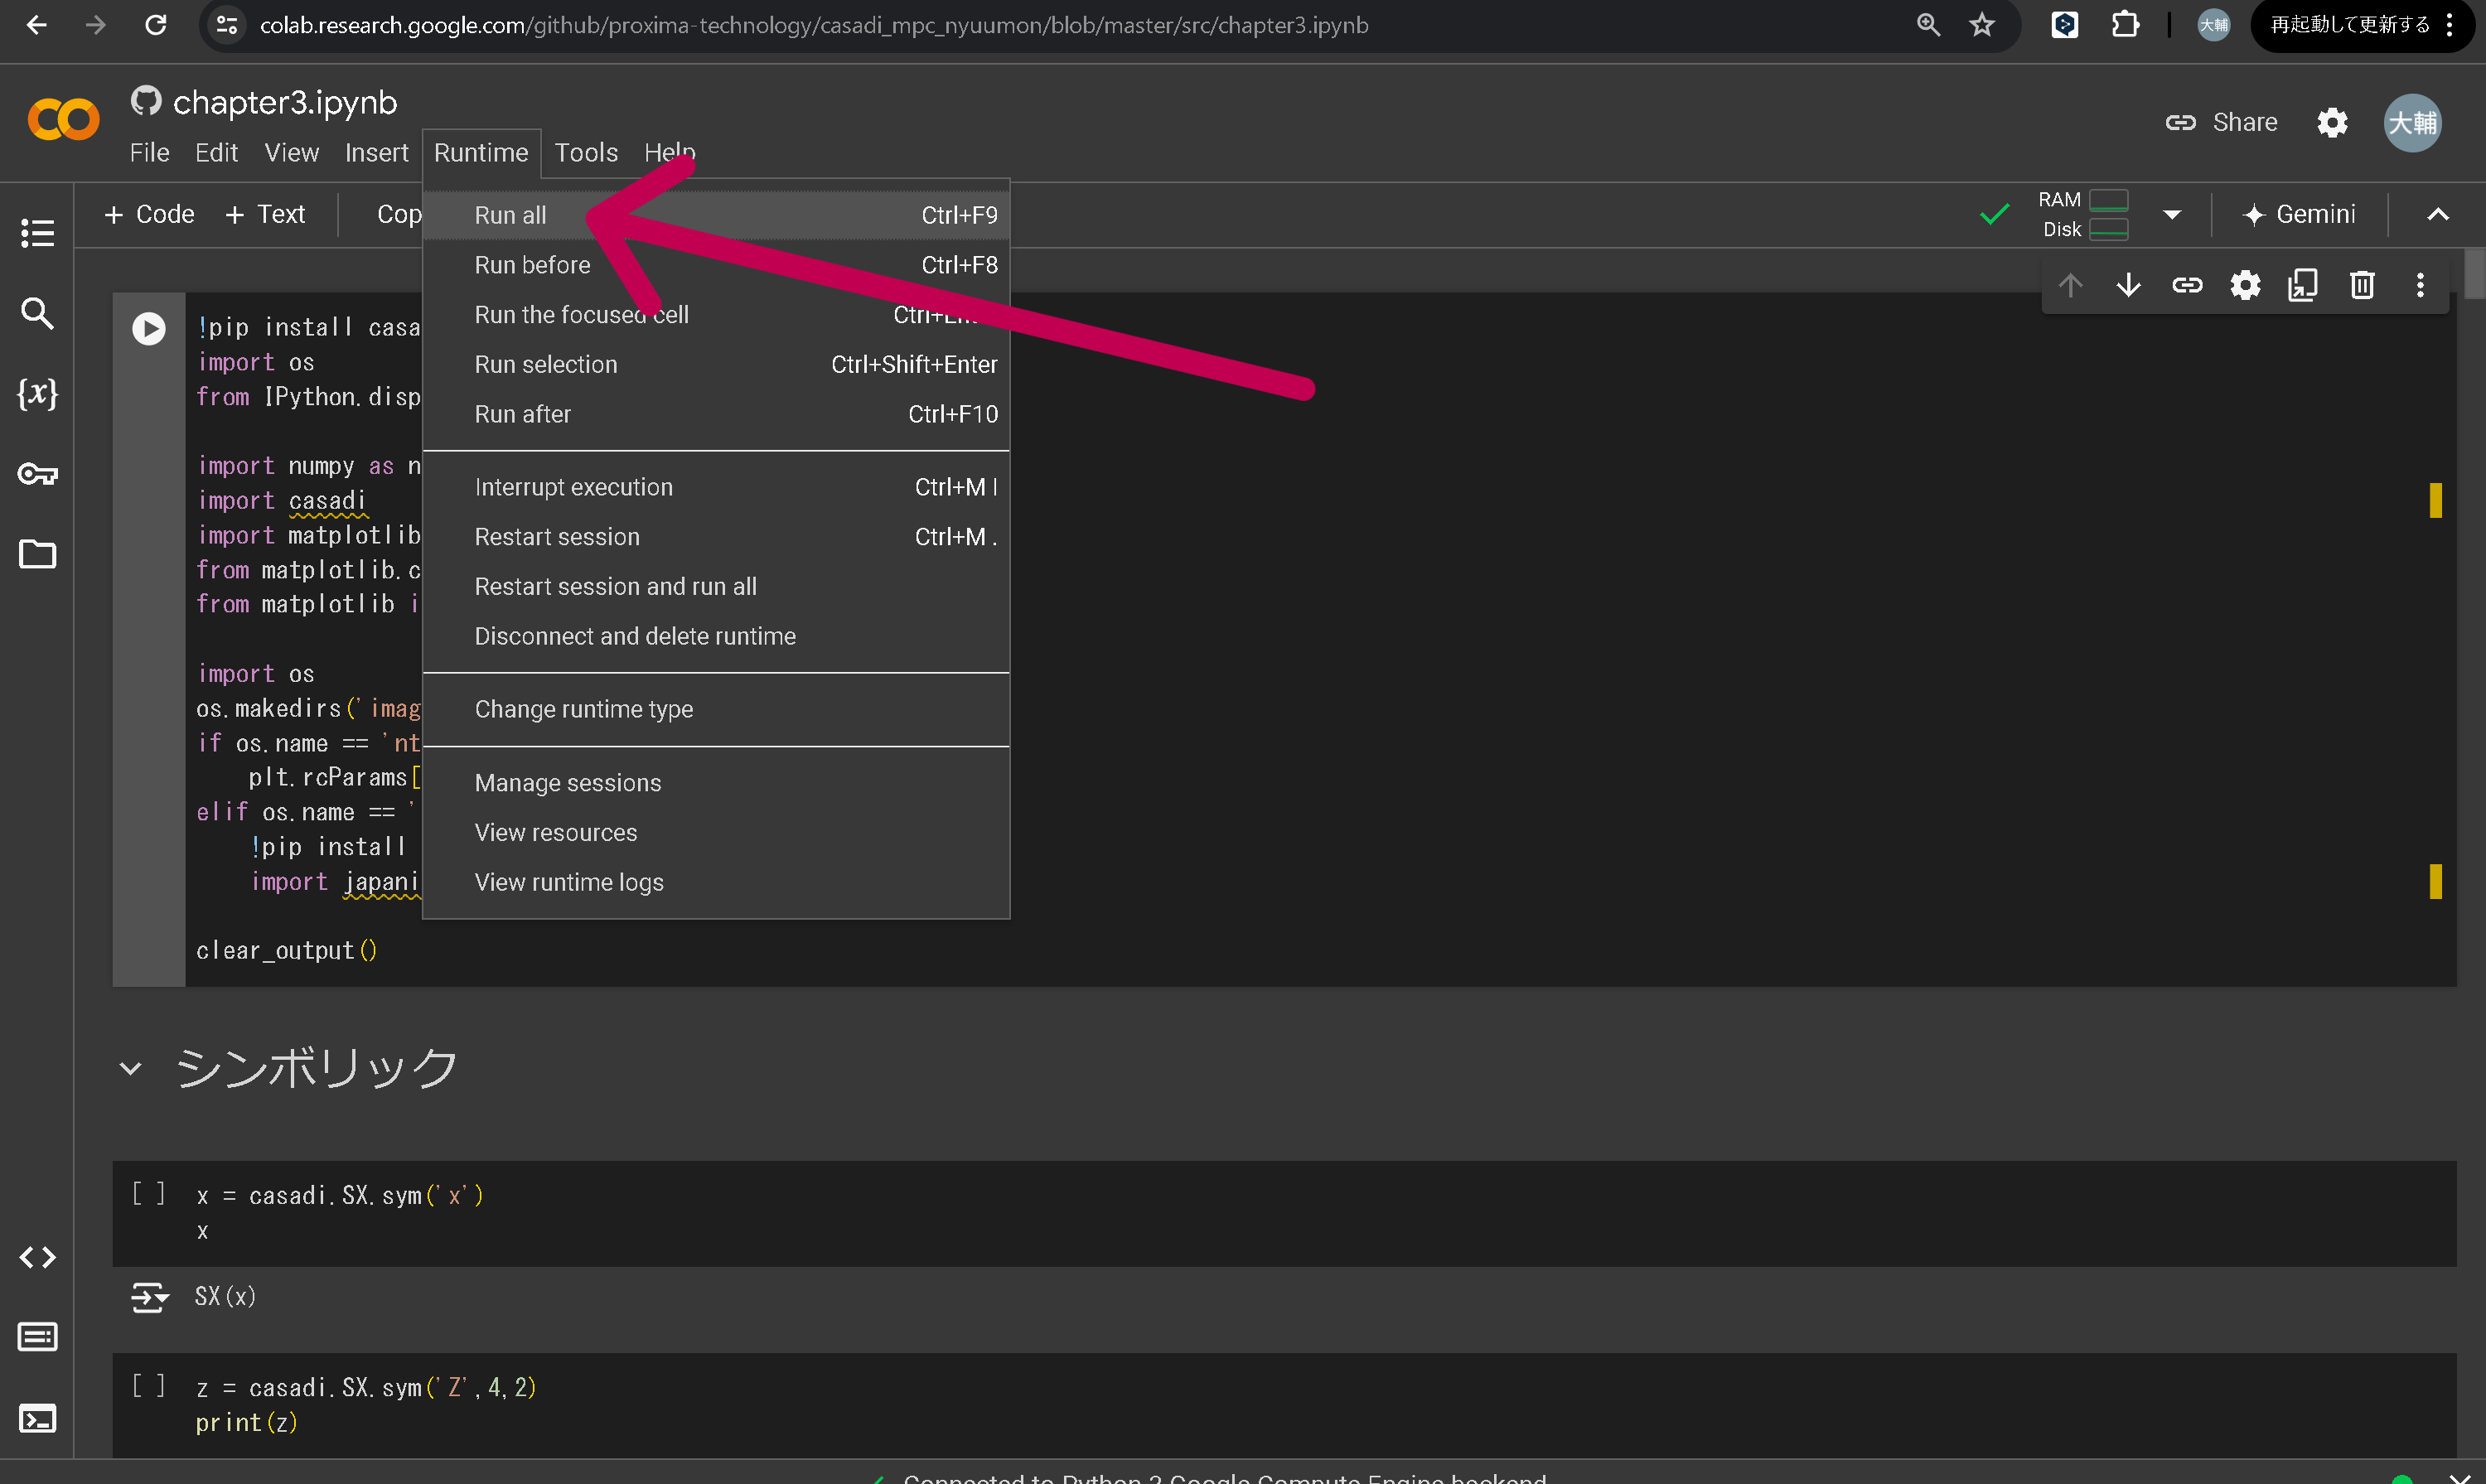 colab.research.google.com/github/proxima-technology/casadi_mpc_nyuumon/blob/master/src/chapter3.ipynb
大輔
再起動して更新する
chapter3.ipynb
Share
大輔
File Edit View Insert Runtime Tools Help
+ Code + Text Cop
RAM
Disk
Gemini
Run all Ctrl+F9
Run before Ctrl+F8
Run the focused cell
Run selection Ctrl+Shift+Enter
Run after Ctrl+F10
Interrupt execution Ctrl+M I
Restart session Ctrl+M .
Restart session and run all
Disconnect and delete runtime
Change runtime type
Manage sessions
View resources
View runtime logs
{x}
!pip install casa
import os
from IPython.disp
import numpy as n
import casadi
import matplotlib
from matplotlib.c
from matplotlib i
import os
os.makedirs('imag
if os.name == 'nt
plt.rcParams[
elif os.name == '
!pip install
import japani
clear_output()
シンボリック
[ ] x = casadi.SX.sym('x')
x
SX(x)
[ ] z = casadi.SX.sym('Z',4,2)
print(z)
Connected to Python 3 Google Compute Engine backend